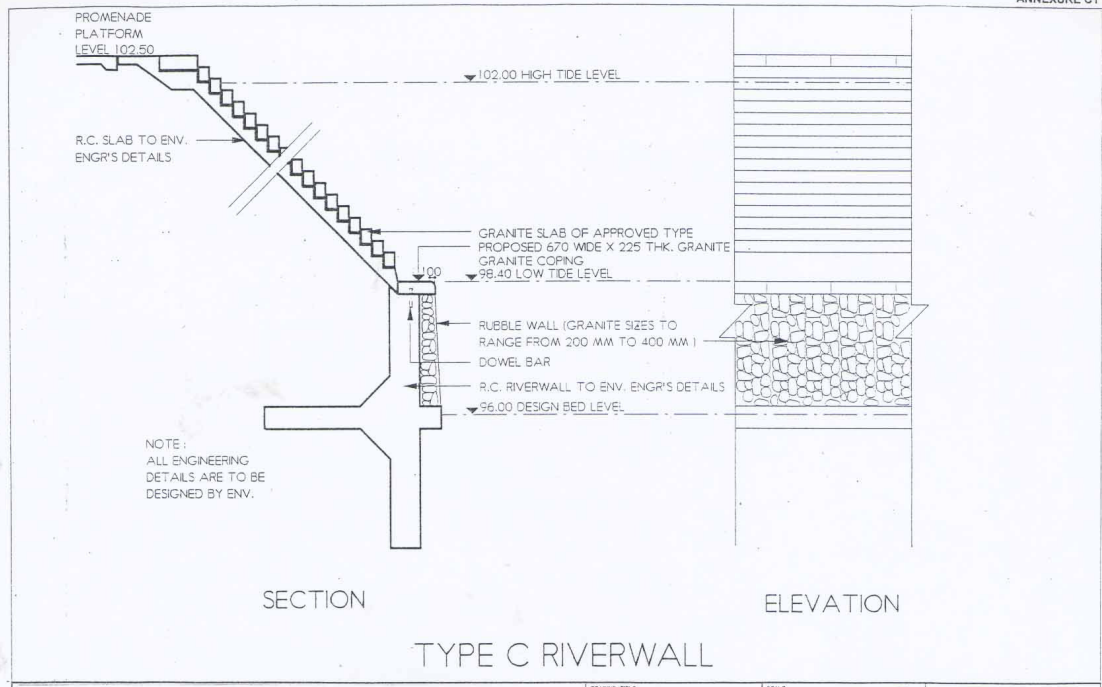 PROMENADE
PLATFORM
LEVEL 102.50
102.00 HIGH TIDE LEVEL
R.C. SLAB TO ENV.
ENGR'S DETAILS
GRANITE SLAB OF APPROVED TYPE
PROPOSED 670 WIDE X 225 THK. GRANITE
GRANITE COPING
100
98.40 LOW TIDE LEVEL
RUBBLE WALL (GRANITE SIZES TO
RANGE FROM 200 MM TO 400 MM )
DOWEL BAR
R.C. RIVERWALL TO ENV. ENGR'S DETAILS
96.00 DESIGN BED LEVEL
NOTE :
ALL ENGINEERING
DETAILS ARE TO BE
DESIGNED BY ENV.
SECTION
ELEVATION
TYPE C RIVERWALL